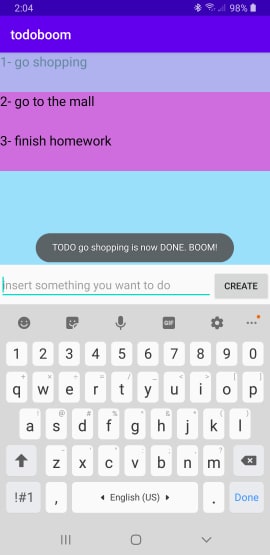 2:04 98%
todoboom
1- go shopping
2- go to the mall
3- finish homework
TODO go shopping is now DONE. BOOM!
Insert something you want to do CREATE
GIF
1 2 3 4 5 6 7 8 9 0
q w e r t y u i o p
a s d f g h j k l
z x c v b n m
!#1 , English (US) . Done